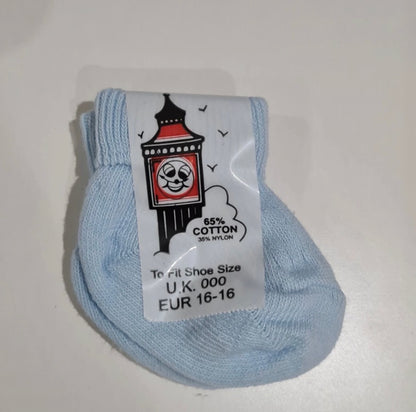 65%
COTTON
35% NYLON
To Fit Shoe Size
U.K. 000
EUR 16-16